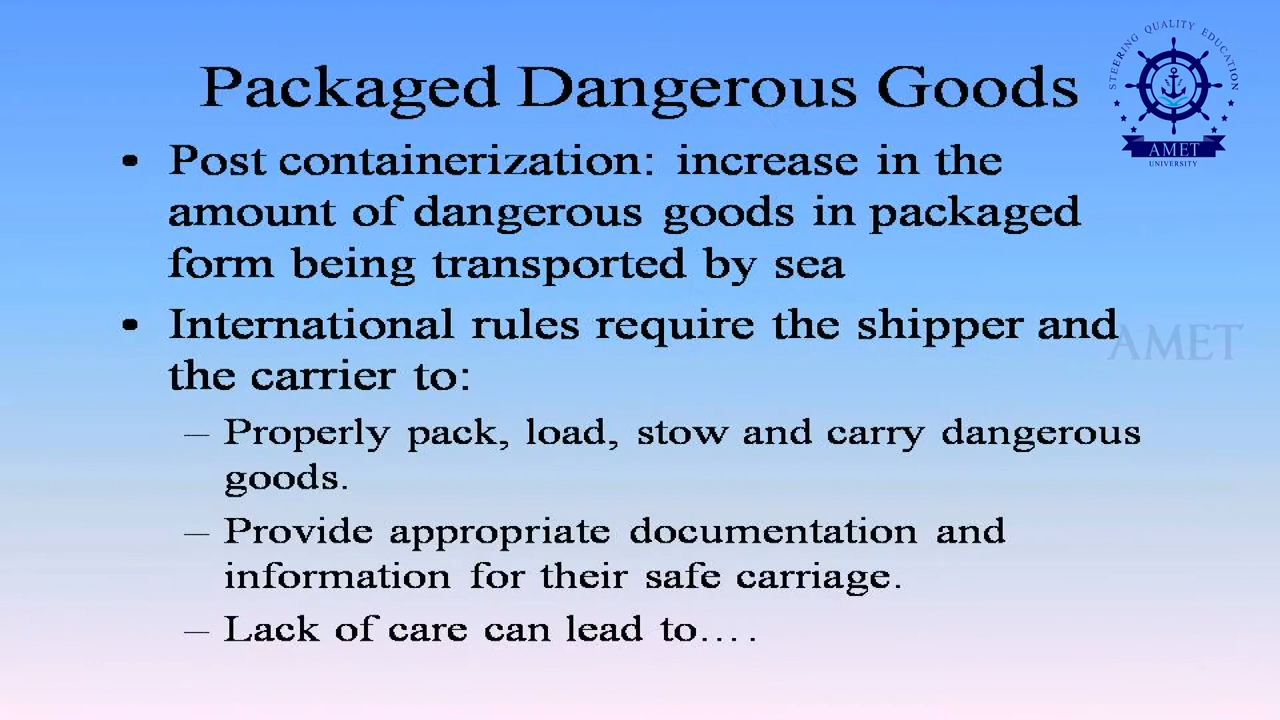 STEERING QUALITY EDUCATION
AMET
UNIVERSITY
Packaged Dangerous Goods
• Post containerization: increase in the
amount of dangerous goods in packaged
form being transported by sea
• International rules require the shipper and
the carrier to:
AMET
– Properly pack, load, stow and carry dangerous
goods.
– Provide appropriate documentation and
information for their safe carriage.
– Lack of care can lead to....